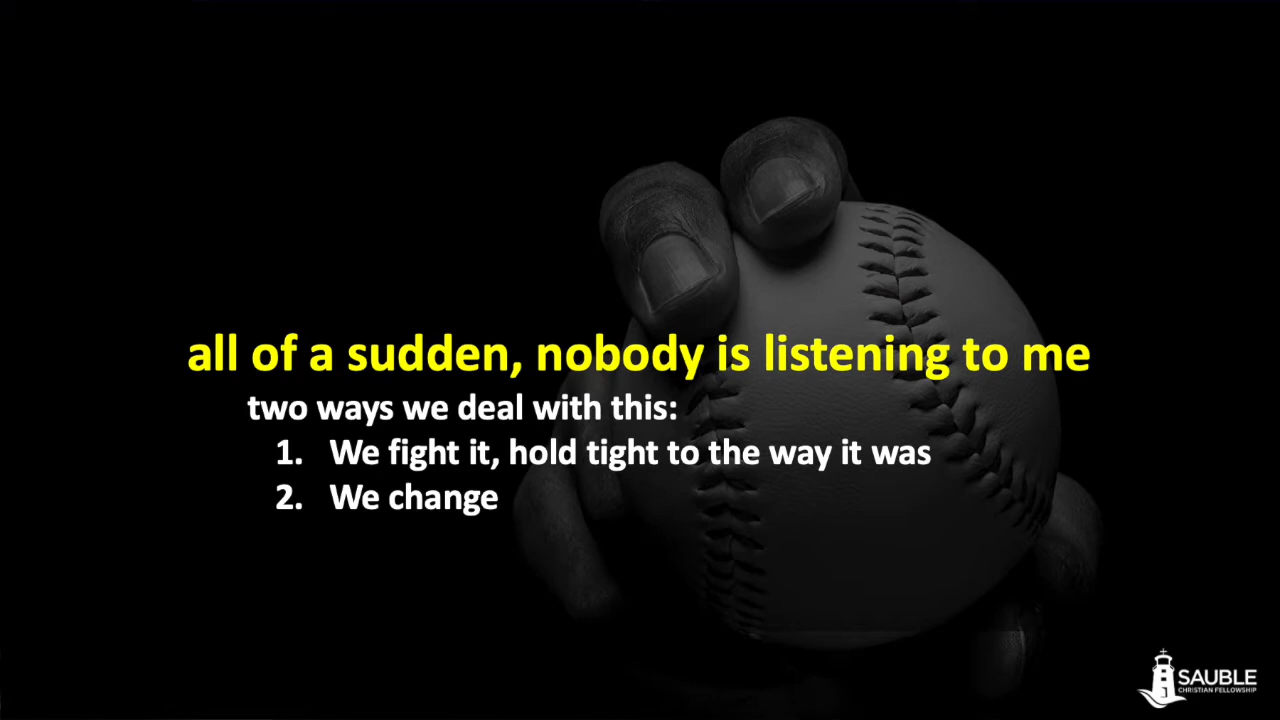 all of a sudden, nobody is listening to me
two ways we deal with this:
1. We fight it, hold tight to the way it was
2. We change
SAUBLE
CHRISTIAN FELLOWSHIP